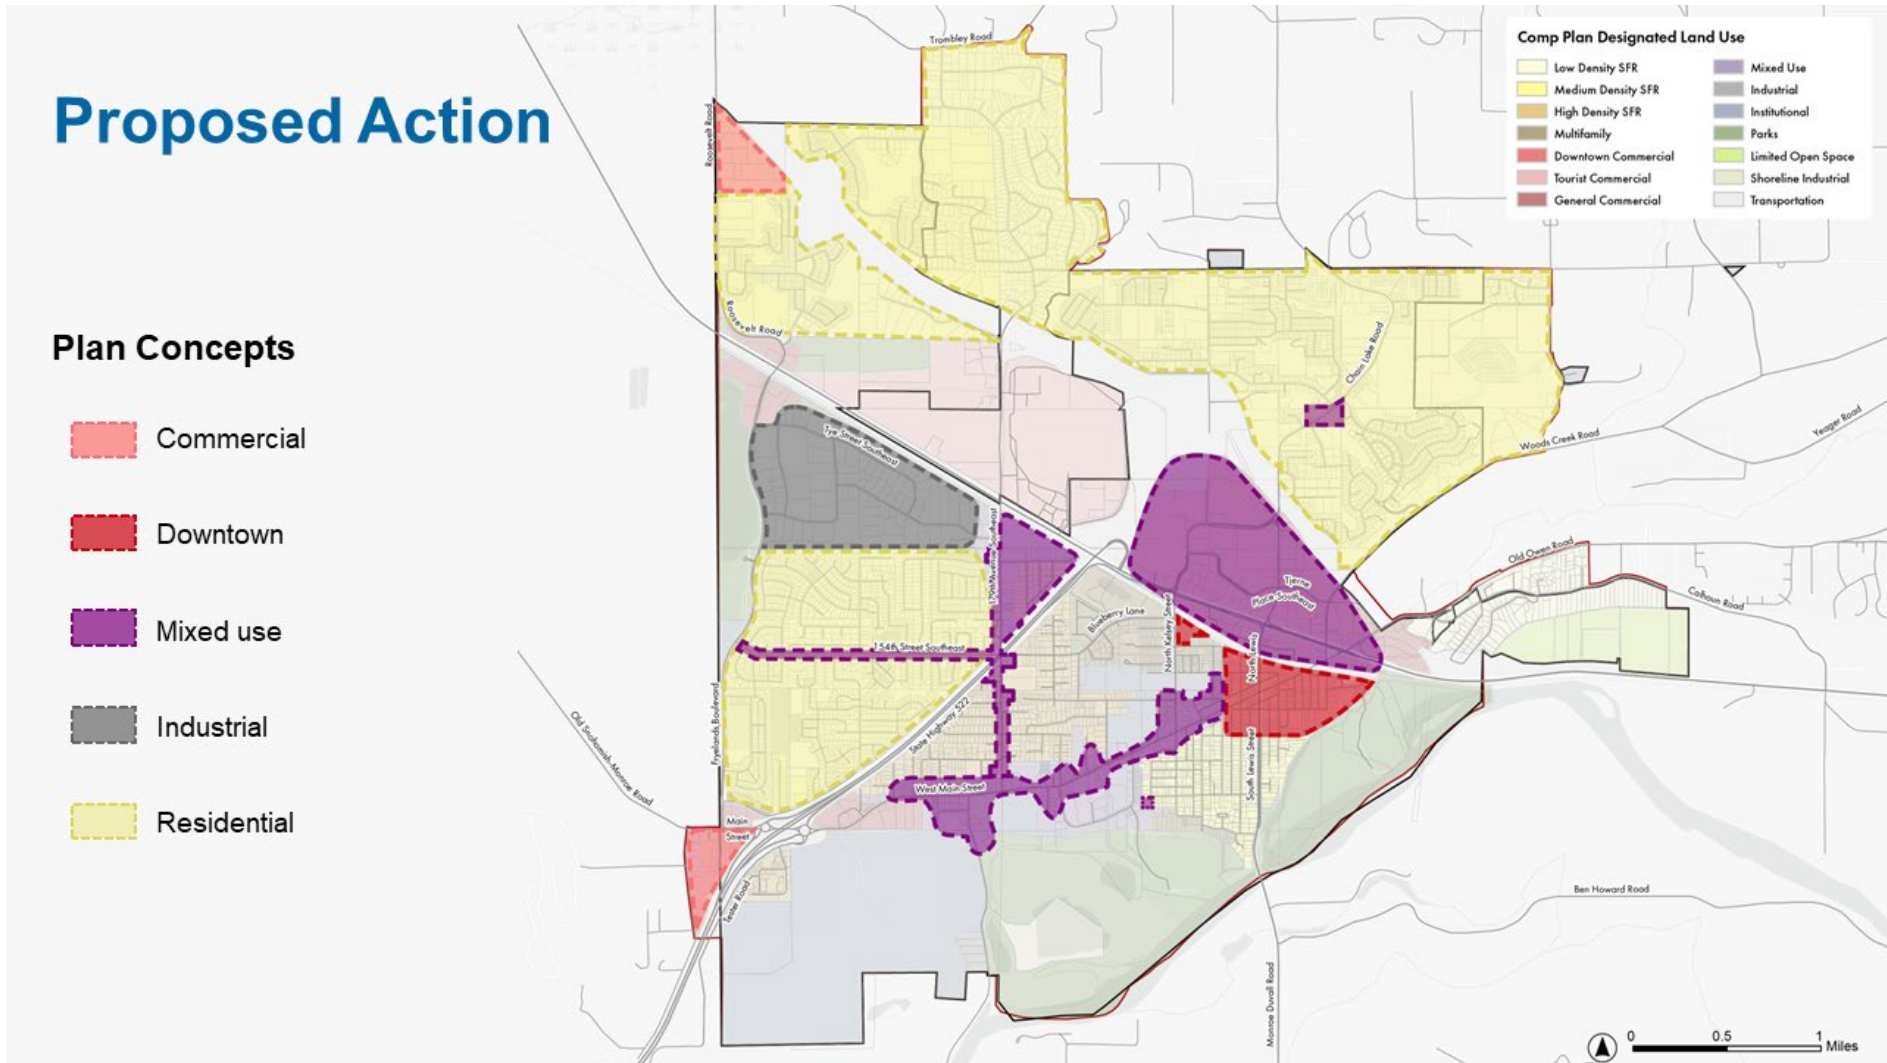 Proposed Action
Plan Concepts
Commercial
Downtown
Mixed use
Industrial
Residential
Comp Plan Designated Land Use
Low Density SFR
Medium Density SFR
High Density SFR
Multifamily
Downtown Commercial
Tourist Commercial
General Commercial
Mixed Use
Industrial
Institutional
Parks
Limited Open Space
Shoreline Industrial
Transportation
Trombley Road
Roosevelt Road
Roosevelt Road
Chain Lake Road
Woods Creek Road
Yeager Road
Tye Street Southeast
179th Avenue Southeast
Old Owen Road
Calhoun Road
Tjerne
Place Southeast
Blueberry Lane
North Kelsey Street
North Lewis
154th Street Southeast
State Highway 522
Fryelands Boulevard
Old Snohomish-Monroe Road
West Main Street
South Lewis Street
Main
Street
Tester Road
Ben Howard Road
Monroe Duvall Road
0 0.5 1 Miles